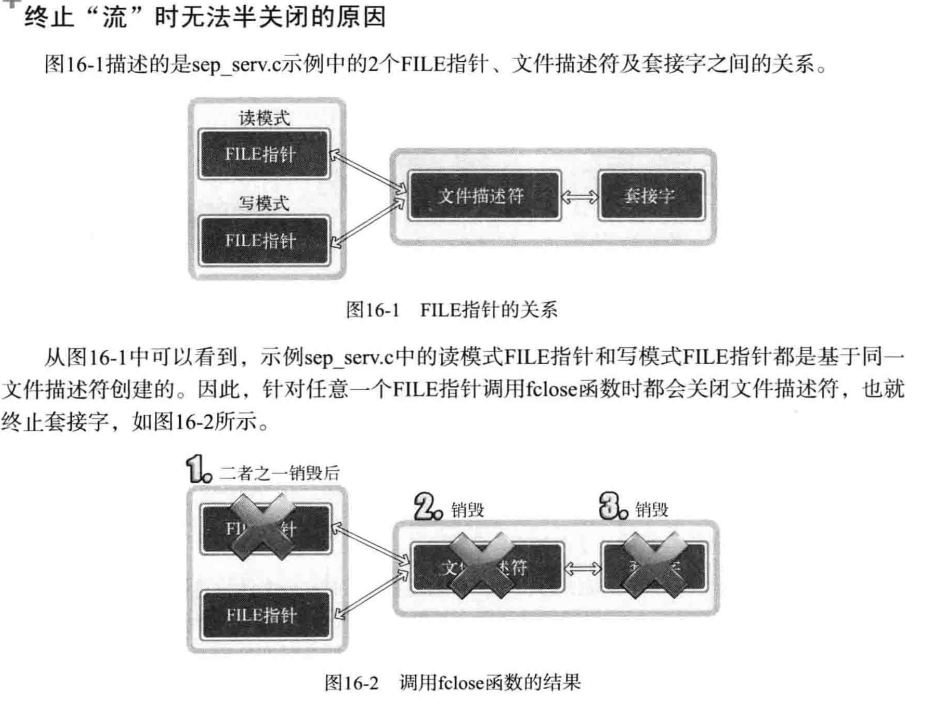 终止“流”时无法半关闭的原因
图16-1描述的是sep_serv.c示例中的2个FILE指针、文件描述符及套接字之间的关系。
读模式
FILE指针
写模式
FILE指针
文件描述符
套接字
图16-1 FILE指针的关系
从图16-1中可以看到，示例sep_serv.c中的读模式FILE指针和写模式FILE指针都是基于同一
文件描述符创建的。因此，针对任意一个FILE指针调用fclose函数时都会关闭文件描述符，也就
终止套接字，如图16-2所示。
1. 二者之一销毁后
2. 销毁
3. 销毁
FILE指针
图16-2 调用fclose函数的结果